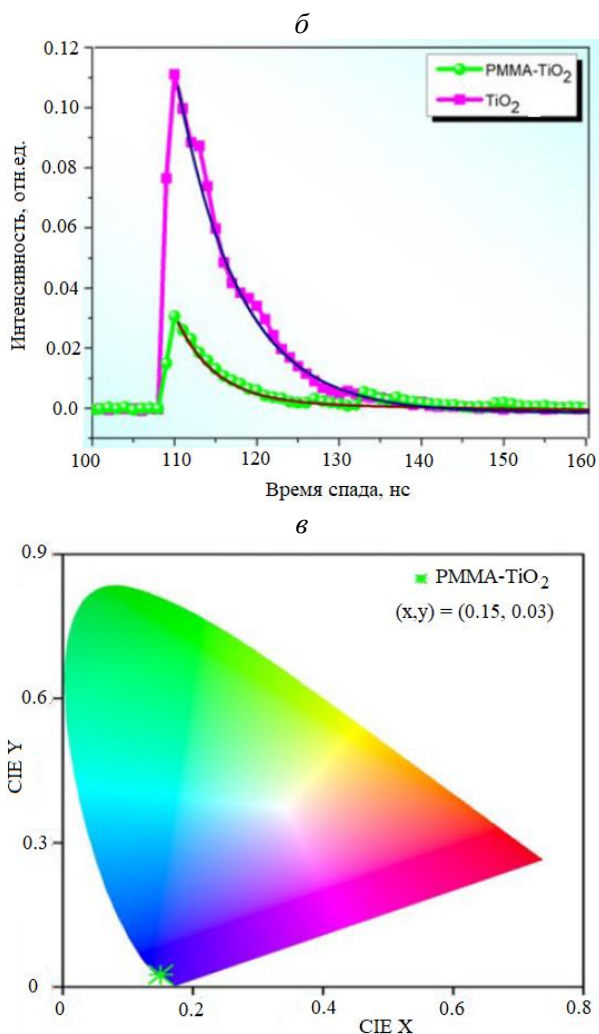 б
0.12
0.10
0.08
0.06
0.04
0.02
0.0
Интенсивность, отн.ед.
PMMA-TiO2
TiO2
100 110 120 130 140 150 160
Время спада, нс
в
0.9
0.6
0.3
0
CIE Y
PMMA-TiO2
(x,y) = (0.15, 0.03)
0 0.2 0.4 0.6 0.8
CIE X